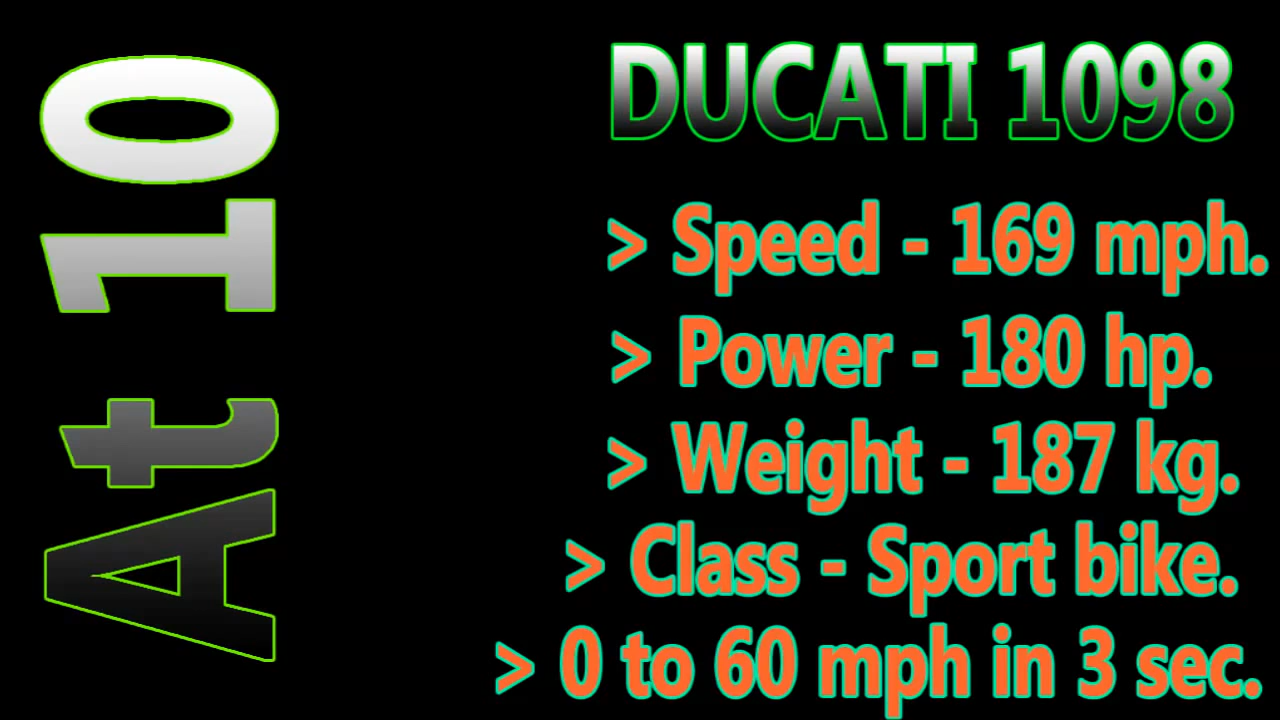 At 10
DUCATI 1098
> Speed - 169 mph.
> Power - 180 hp.
> Weight - 187 kg.
> Class - Sport bike.
> 0 to 60 mph in 3 sec.